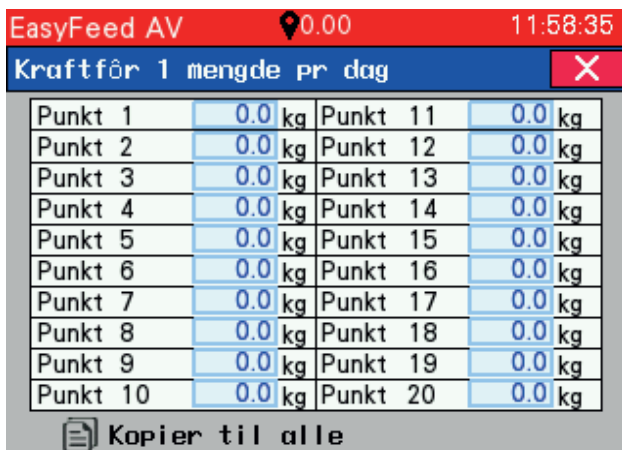 EasyFeed AV 0.00 11:58:35
Kraftfôr 1 mengde pr dag
Punkt 1 0.0 kg Punkt 11 0.0 kg
Punkt 2 0.0 kg Punkt 12 0.0 kg
Punkt 3 0.0 kg Punkt 13 0.0 kg
Punkt 4 0.0 kg Punkt 14 0.0 kg
Punkt 5 0.0 kg Punkt 15 0.0 kg
Punkt 6 0.0 kg Punkt 16 0.0 kg
Punkt 7 0.0 kg Punkt 17 0.0 kg
Punkt 8 0.0 kg Punkt 18 0.0 kg
Punkt 9 0.0 kg Punkt 19 0.0 kg
Punkt 10 0.0 kg Punkt 20 0.0 kg
Kopier til alle